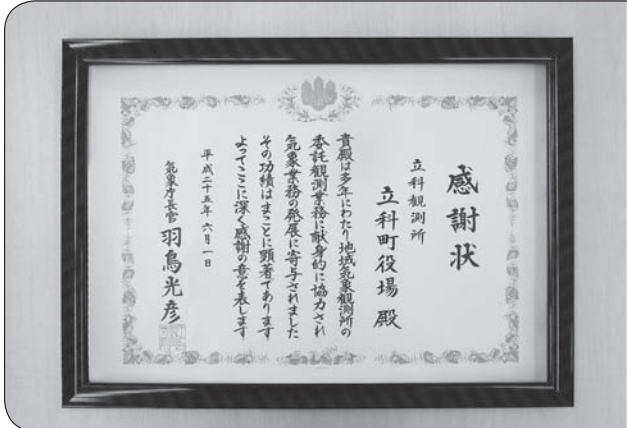 感謝状
立科観測所
立科町役場 殿
貴殿は多年にわたり地域気象観測所の
委託観測業務に献身的に協力され
気象業務の発展に寄与されました
その功績はまことに顕著であります
よってここに深く感謝の意を表します
平成二十五年 六月 一日
気象庁長官 羽鳥光彦